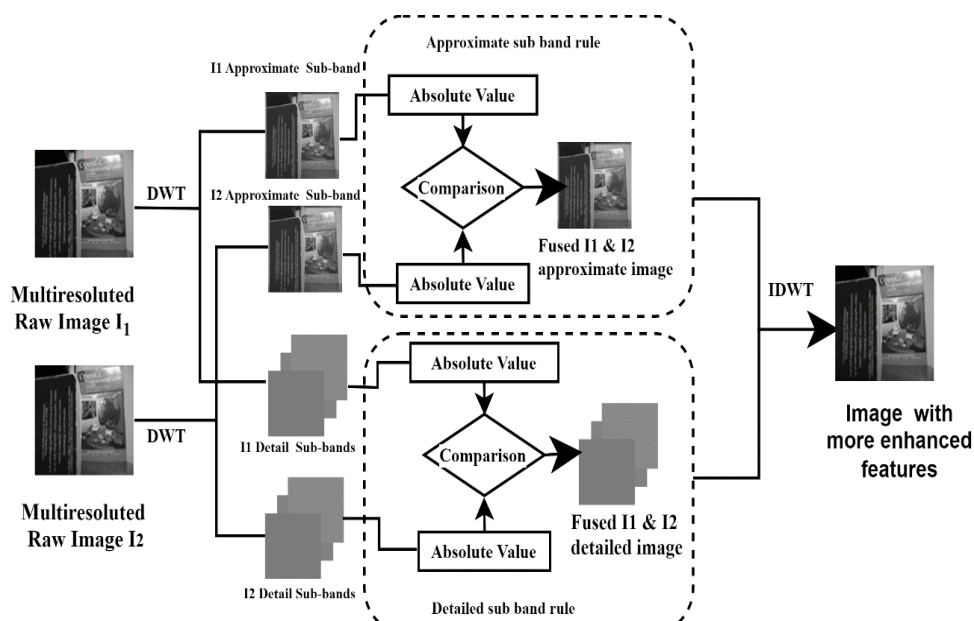 Approximate sub band rule
I1 Approximate Sub-band
Absolute Value
DWT
Comparison
I2 Approximate Sub-band
Fused I1 & I2
approximate image
Absolute Value
Multiresoluted
Raw Image I1
IDWT
Absolute Value
DWT
I1 Detail Sub-bands
Comparison
Image with
more enhanced
features
Multiresoluted
Raw Image I2
Fused I1 & I2
detailed image
Absolute Value
I2 Detail Sub-bands
Detailed sub band rule